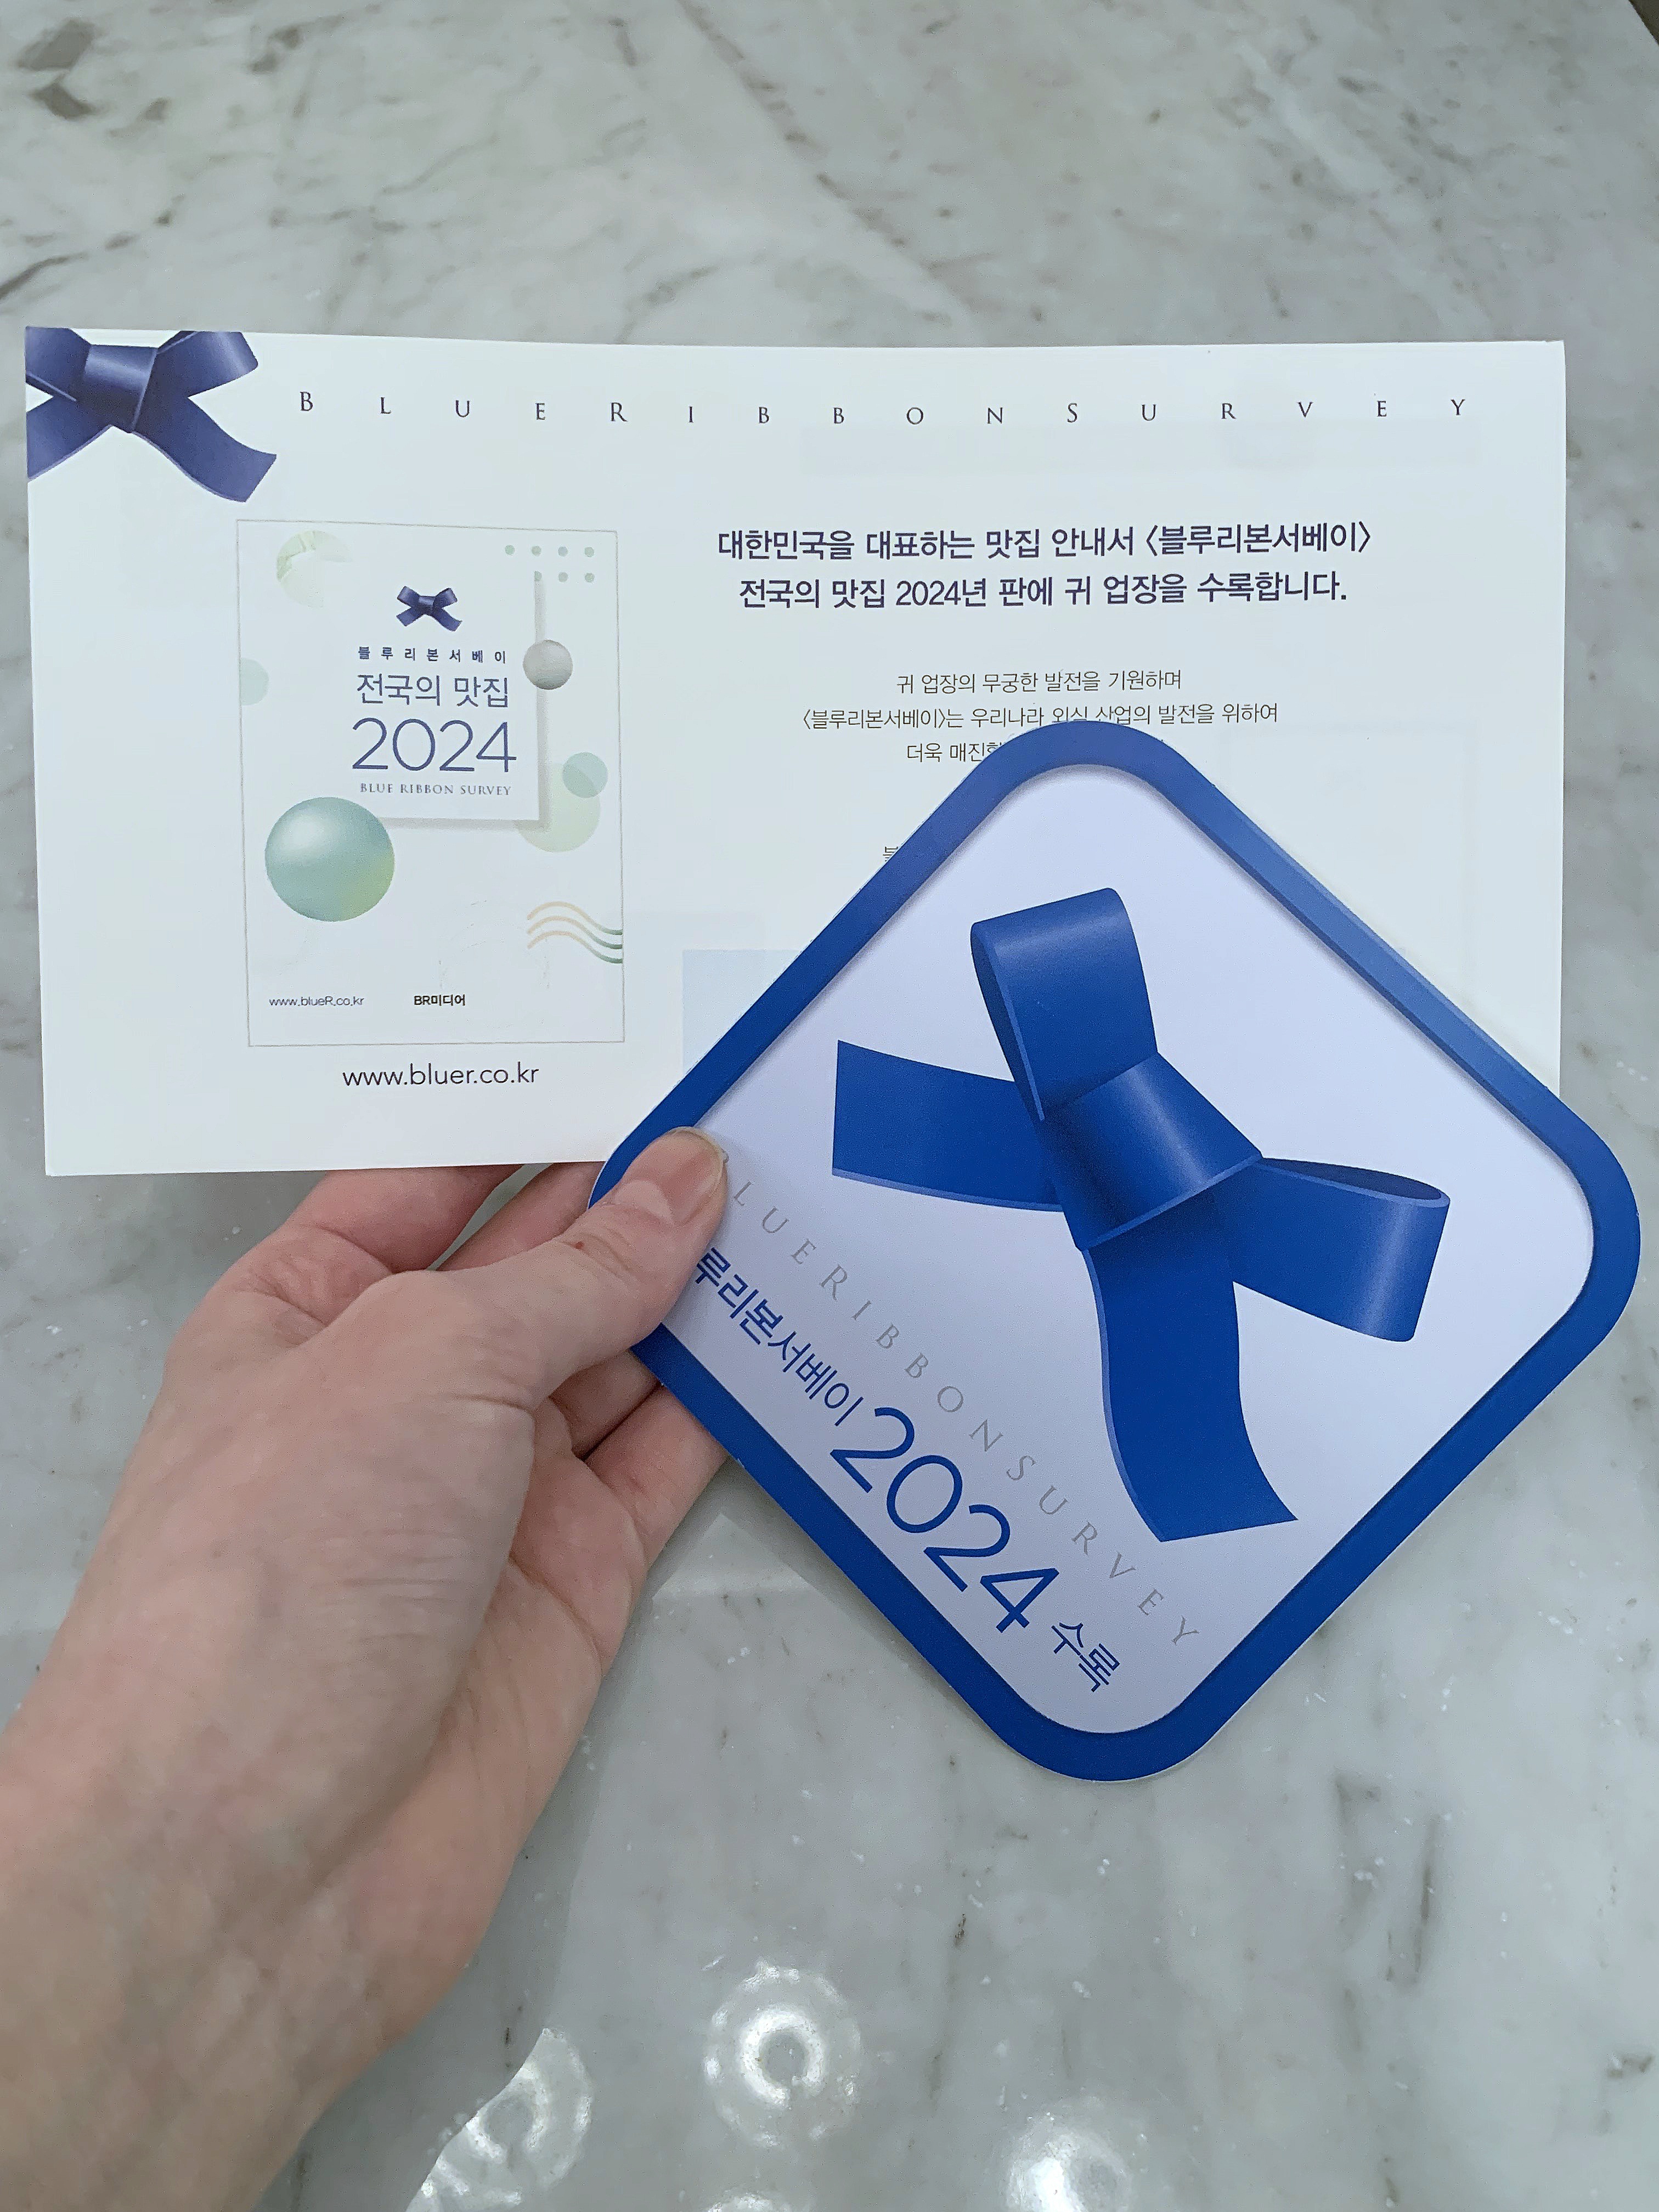 BLUERIBBONSURVEY
대한민국을 대표하는 맛집 안내서 〈블루리본서베이〉
전국의 맛집 2024년 판에 귀 업장을 수록합니다.
귀 업장의 무궁한 발전을 기원하며
〈블루리본서베이〉는 우리나라 외식 산업의 발전을 위하여
더욱
블루리본서베이
전국의 맛집
2024
BLUE RIBBON SURVEY
www.blueR.co.kr BR미디어
www.bluer.co.kr
LUERIBBONSURVEY
루리본서베이 2024 수록